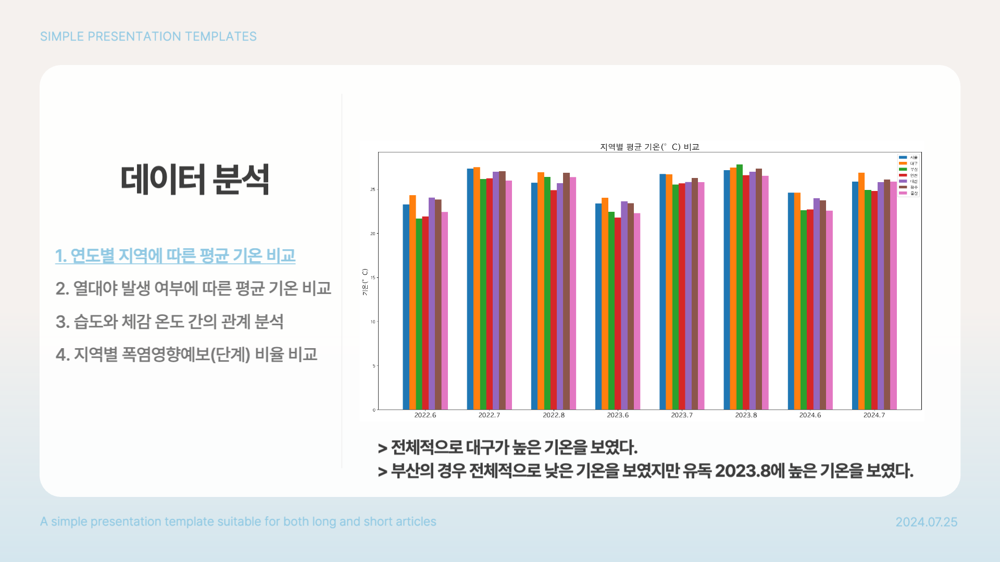 SIMPLE PRESENTATION TEMPLATES
데이터 분석
1. 연도별 지역에 따른 평균 기온 비교
2. 열대야 발생 여부에 따른 평균 기온 비교
3. 습도와 체감 온도 간의 관계 분석
4. 지역별 폭염영향예보(단계) 비율 비교
지역별 평균 기온(°C) 비교
서울
대구
부산
인천
대전
광주
울산
기온(°C)
25
20
15
10
5
0
2022.6 2022.7 2022.8 2023.6 2023.7 2023.8 2024.6 2024.7
> 전체적으로 대구가 높은 기온을 보였다.
> 부산의 경우 전체적으로 낮은 기온을 보였지만 유독 2023.8에 높은 기온을 보였다.
A simple presentation template suitable for both long and short articles
2024.07.25